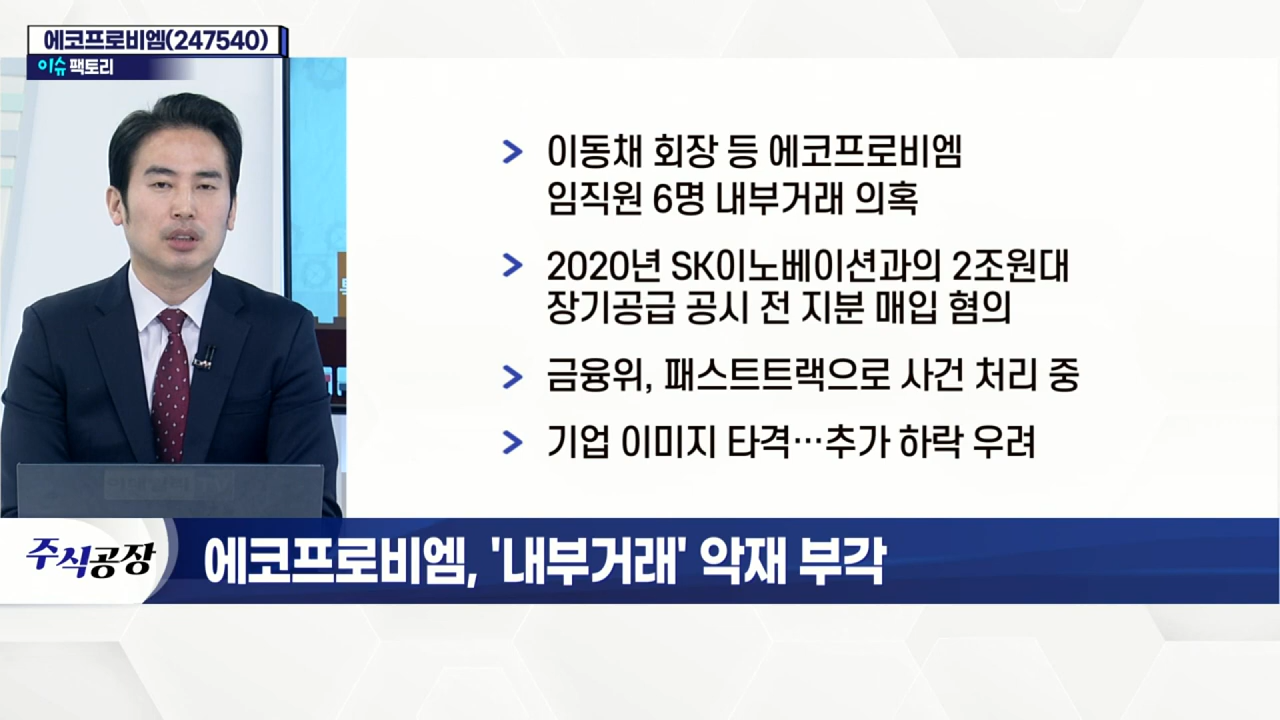 에코프로비엠(247540)
이슈 팩토리
> 이동채 회장 등 에코프로비엠
임직원 6명 내부거래 의혹
> 2020년 SK이노베이션과의 2조원대
장기공급 공시 전 지분 매입 혐의
> 금융위, 패스트트랙으로 사건 처리 중
> 기업 이미지 타격…추가 하락 우려
주식공장
에코프로비엠, '내부거래' 악재 부각